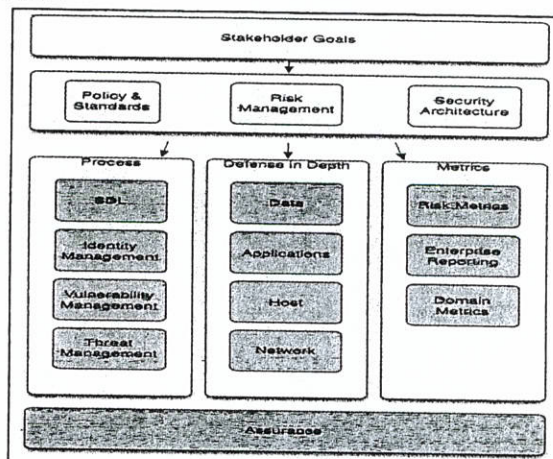 Stakeholder Goals
Policy &
Standards
Risk
Management
Security
Architecture
Process
SDL
Identity
Management
Vulnerability
Management
Threat
Management
Defense in Depth
Data
Applications
Host
Network
Metrics
Risk Metrics
Enterprise
Reporting
Domain
Metrics
Assurance